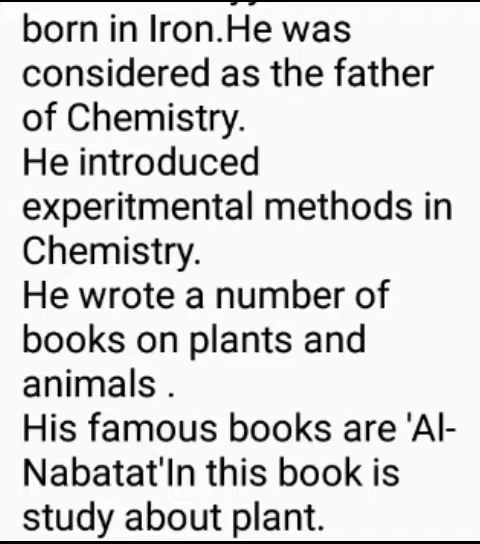 born in Iron.He was
considered as the father
of Chemistry.
He introduced
experitmental methods in
Chemistry.
He wrote a number of
books on plants and
animals .
His famous books are 'Al-
Nabatat'In this book is
study about plant.